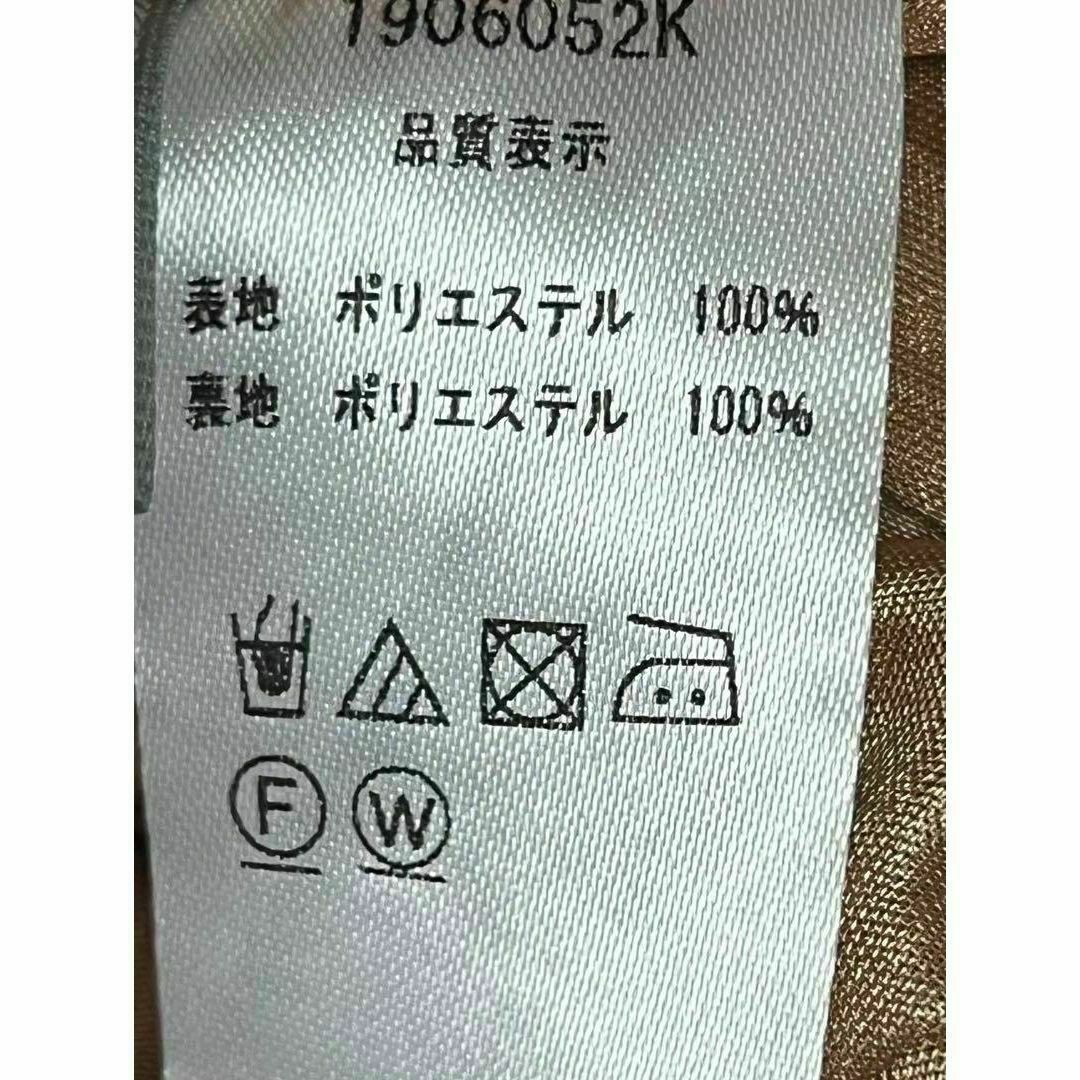 1906052K
品質表示
表地 ポリエステル 100%
裏地 ポリエステル 100%
F W